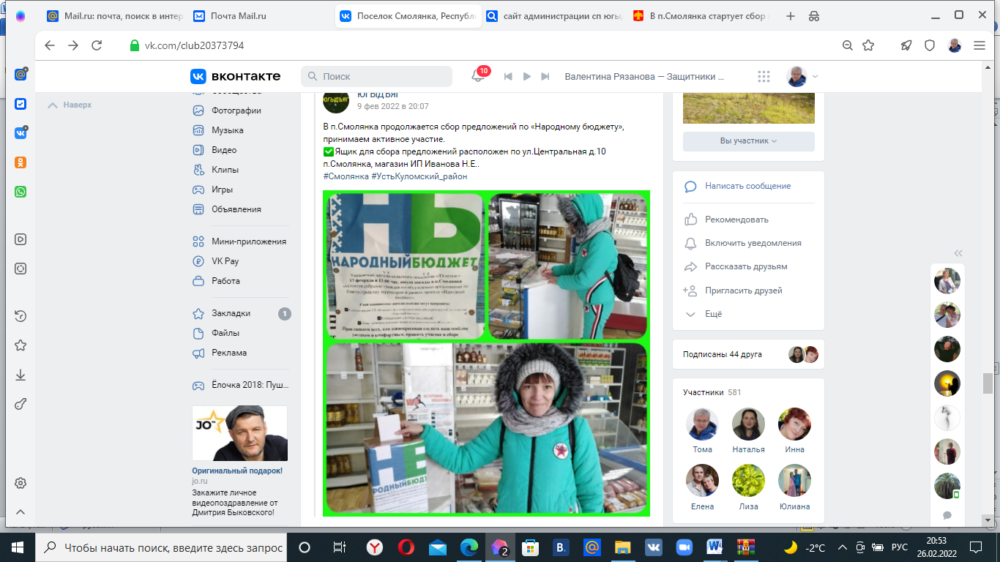 Mail.ru: почта, поиск в интер
Почта Mail.ru
Поселок Смолянка, Республи
сайт администрации сп югы
В п.Смолянка стартует сбор
vk.com/club20373794
вконтакте
Поиск
10
Валентина Рязанова — Защитники ...
Наверх
Сообщества
Фотографии
Музыка
Видео
Клипы
Игры
Объявления
Мини-приложения
VK Pay
Работа
Закладки
1
Файлы
Реклама
Ёлочка 2018: Пуш...
JO
Оригинальный подарок!
jo.ru
Закажите личное
видеопоздравление от
Дмитрия Быковского!
ЮГЫДЪЯГ
ЮГЫДЪЯГ
9 фев 2022 в 20:07
В п.Смолянка продолжается сбор предложений по «Народному бюджету»,
принимаем активное участие.
✅Ящик для сбора предложений расположен по ул.Центральная д.10
п.Смолянка, магазин ИП Иванова Н.Е..
#Смолянка #УстьКуломский_район
НБ
НАРОДНЫЙБЮДЖЕТ
НБ
РОДНЫЙБЮДЖ
Вы участник
Написать сообщение
Рекомендовать
Включить уведомления
Рассказать друзьям
Пригласить друзей
Ещё
Подписаны 44 друга
Участники 581
Тома
Наталья
Инна
Елена
Лиза
Юлиана
Чтобы начать поиск, введите здесь запрос
2
-2°C
РУС
20:53
26.02.2022